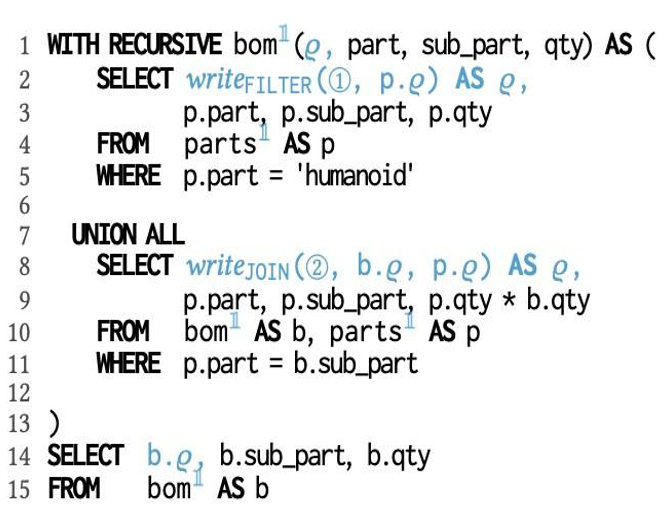 1 WITH RECURSIVE bom𝟙(ϱ, part, sub_part, qty) AS (
2 SELECT writeFILTER(①, p.ϱ) AS ϱ,
3 p.part, p.sub_part, p.qty
4 FROM parts𝟙 AS p
5 WHERE p.part = 'humanoid'
6
7 UNION ALL
8 SELECT writeJOIN(②, b.ϱ, p.ϱ) AS ϱ,
9 p.part, p.sub_part, p.qty * b.qty
10 FROM bom𝟙 AS b, parts𝟙 AS p
11 WHERE p.part = b.sub_part
12
13 )
14 SELECT b.ϱ, b.sub_part, b.qty
15 FROM bom𝟙 AS b